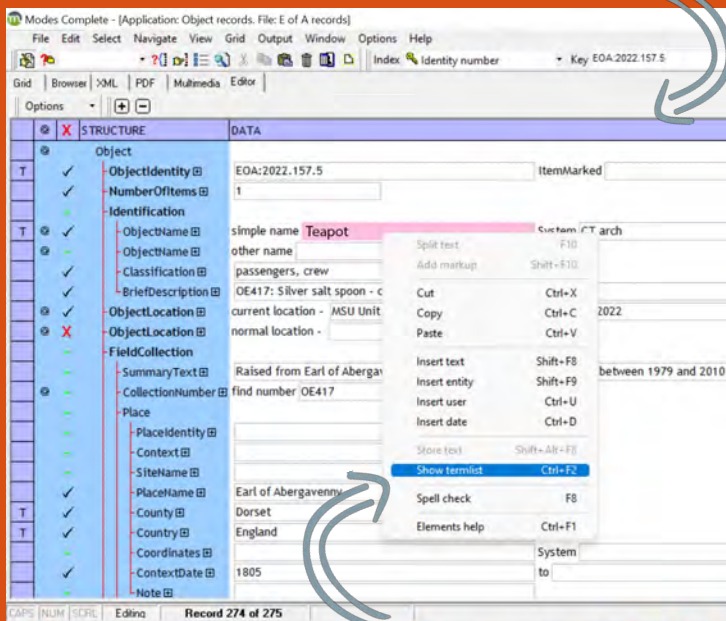 Modes Complete - [Application: Object records. File: E of A records]
File Edit Select Navigate View Grid Output Window Options Help
Index Identity number Key EOA:2022.157.5
Grid Browser XML PDF Multimedia Editor
Options
X STRUCTURE DATA
Object
T ObjectIdentity EOA:2022.157.5 ItemMarked
NumberOfItems 1
Identification
T ObjectName simple name Teapot System CT arch
ObjectName other name
Classification passengers, crew
BriefDescription OE417: Silver salt spoon -
ObjectLocation current location - MSU Unit 2022
X ObjectLocation normal location -
FieldCollection
SummaryText Raised from Earl of between 1979 and 2010
CollectionNumber find number OE417
Place
PlaceIdentity
Context
SiteName
PlaceName Earl of Abergavenny
T County Dorset
T Country England
Coordinates System
ContextDate 1805 to
Note
Split text F10
Add markup Shift+F10
Cut Ctrl+X
Copy Ctrl+C
Paste Ctrl+V
Insert text Shift+F8
Insert entity Shift+F9
Insert user Ctrl+U
Insert date Ctrl+D
Store text Shift+Alt+F8
Show termlist Ctrl+F2
Spell check F8
Elements help Ctrl+F1
CAPS NUM SCRL Editing Record 274 of 275